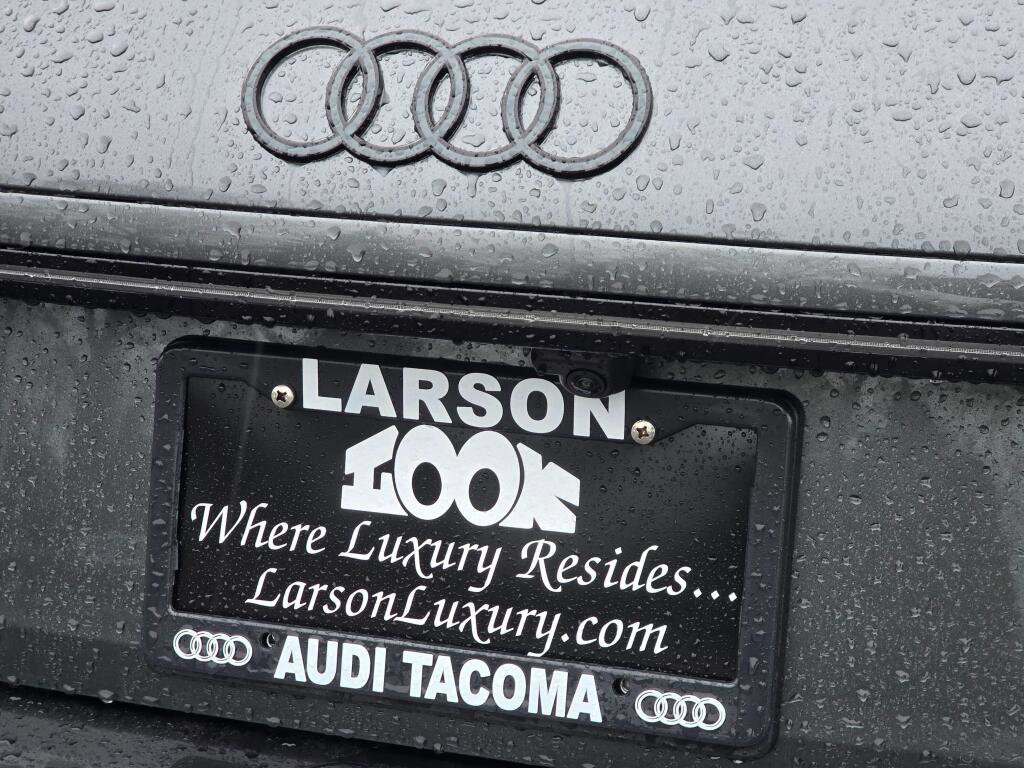 LARSON
LOOK
Where Luxury Resides...
LarsonLuxury.com
AUDI TACOMA